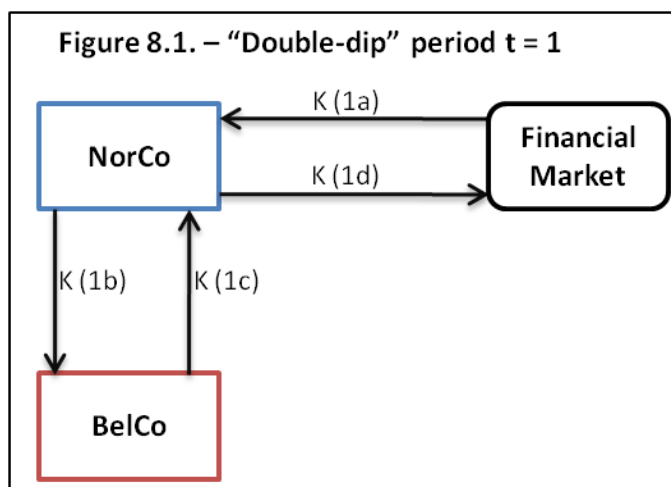 Figure 8.1. – “Double-dip” period t = 1
K (1a)
NorCo
Financial
Market
K (1d)
K (1b)
K (1c)
BelCo